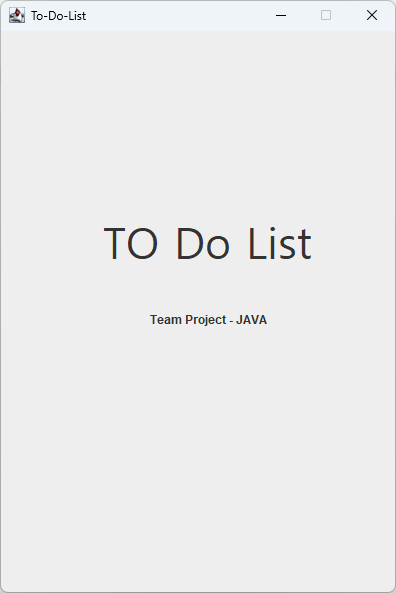 To-Do-List
TO Do List
Team Project - JAVA